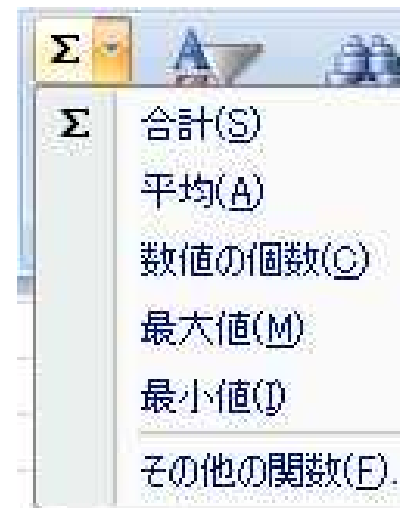 Σ
Σ 合計(S)
平均(A)
数値の個数(C)
最大値(M)
最小値(I)
その他の関数(F).